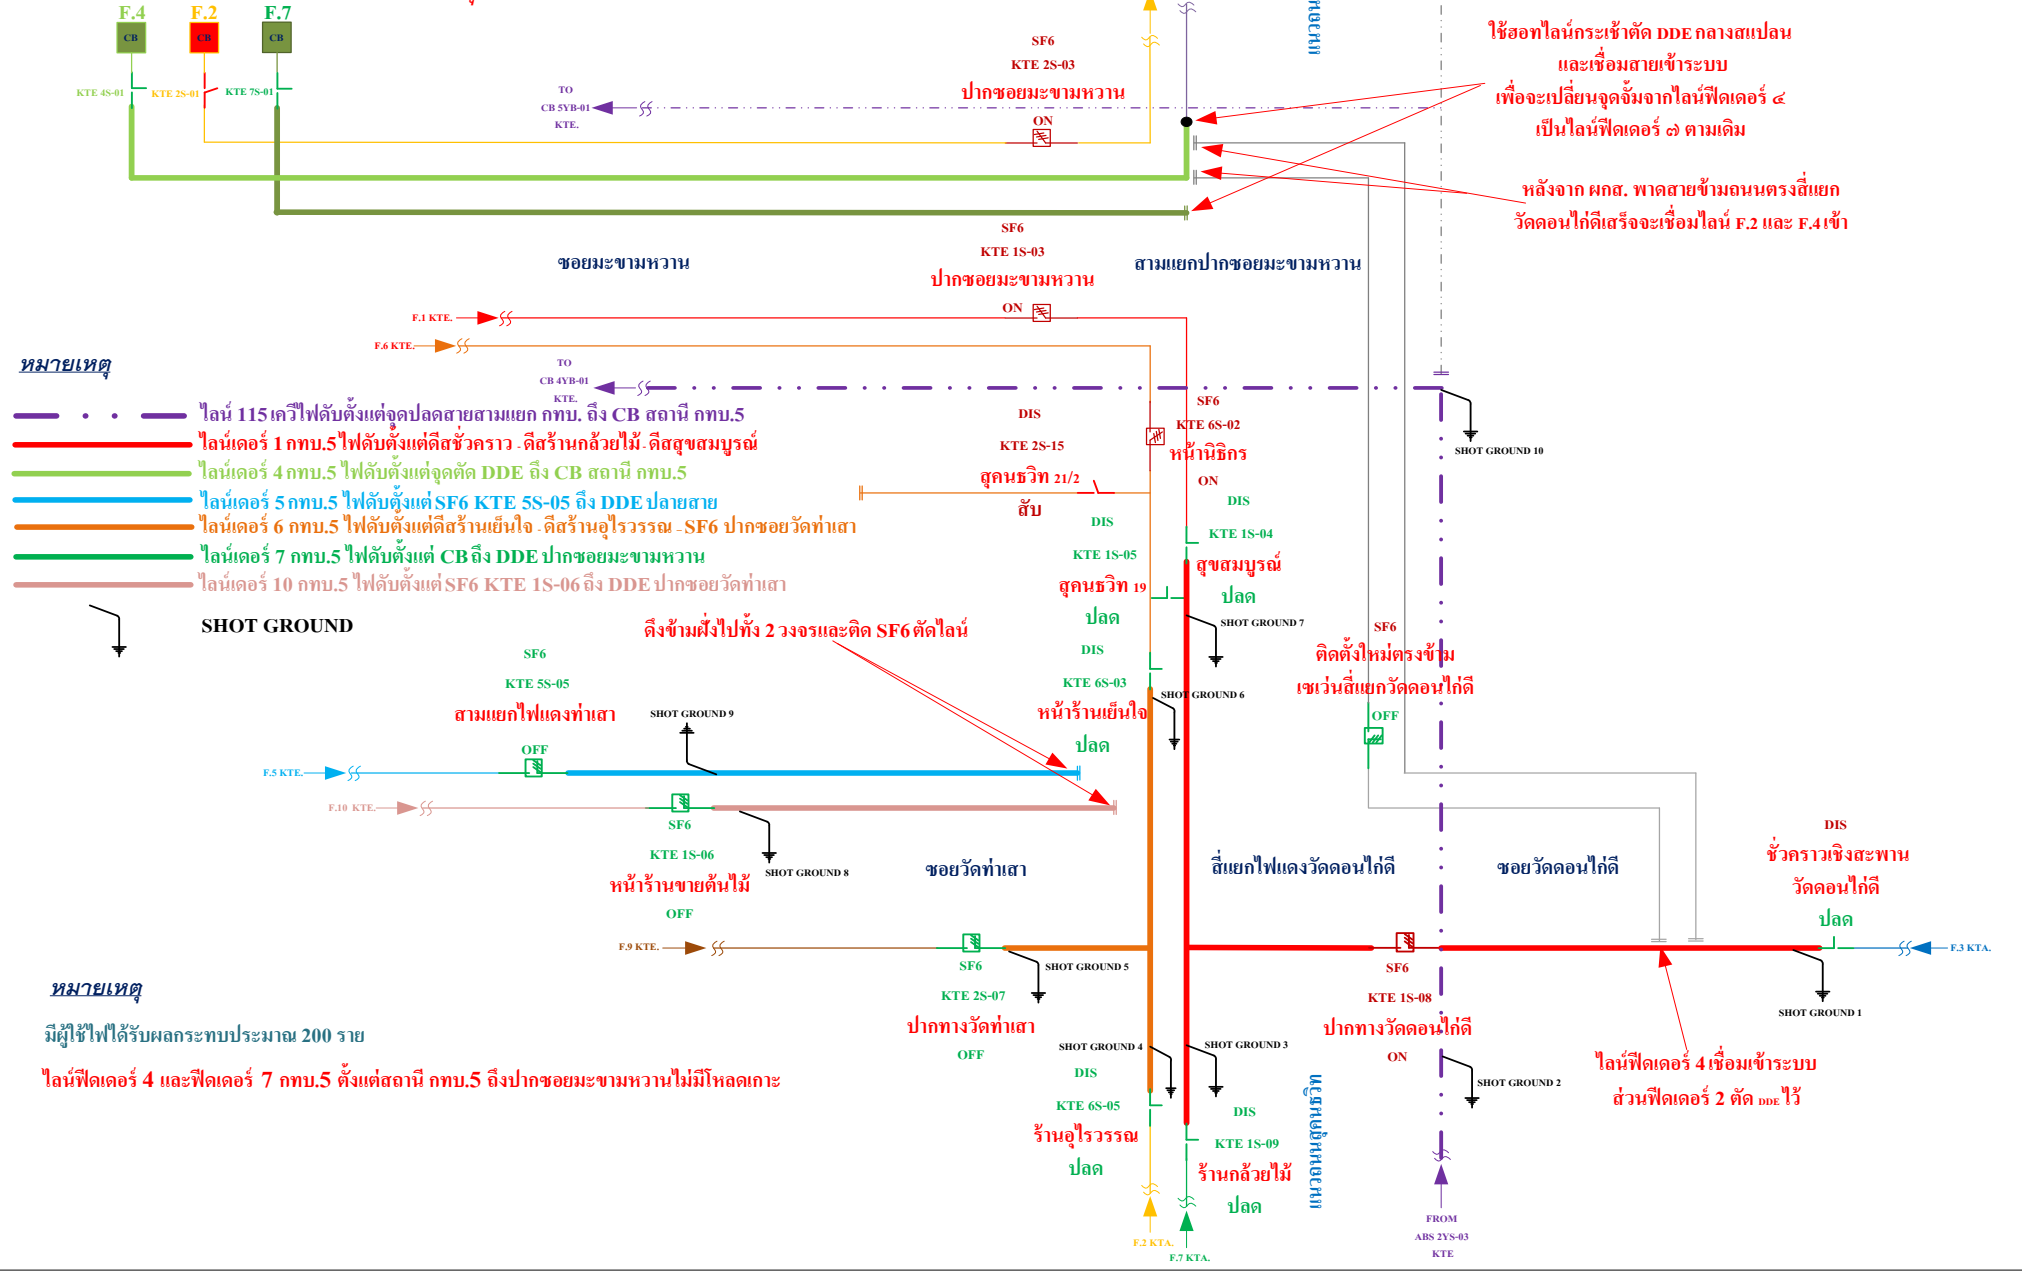 F.4
F.2
F.7
CB
CB
CB
KTE 4S-01
KTE 2S-01
KTE 7S-01
TO
CB 5YB-01
KTE.
SF6
KTE 2S-03
ปากซอยมะขามหวาน
ON
ใช้ฮอทไลน์กระเช้าตัด DDE กลางสแปลน
และเชื่อมสายเข้าระบบ
เพื่อจะเปลี่ยนจุดจั้มจากไลน์ฟีดเดอร์ ๔
เป็นไลน์ฟีดเดอร์ ๗ ตามเดิม
หลังจาก ผกส. พาดสายข้ามถนนตรงสี่แยก
วัดดอนไก่ดีเสร็จจะเชื่อมไลน์ F.2 และ F.4 เข้า
SF6
KTE 1S-03
ปากซอยมะขามหวาน
ON
ซอยมะขามหวาน
สามแยกปากซอยมะขามหวาน
F.1 KTE.
F.6 KTE.
TO
CB 4YB-01
KTE.
หมายเหตุ
ไลน์ 115 เควีไฟดับตั้งแต่จุดปลดสายสามแยก กทบ. ถึง CB สถานี กทบ.5
ไลน์เดอร์ 1 กทบ.5 ไฟดับตั้งแต่ดีสชั่วคราว - ดีสร้านกล้วยไม้ - ดีสสุขสมบูรณ์
ไลน์เดอร์ 4 กทบ.5 ไฟดับตั้งแต่จุดตัด DDE ถึง CB สถานี กทบ.5
ไลน์เดอร์ 5 กทบ.5 ไฟดับตั้งแต่ SF6 KTE 5S-05 ถึง DDE ปลายสาย
ไลน์เดอร์ 6 กทบ.5 ไฟดับตั้งแต่ดีสร้านเย็นใจ - ดีสร้านอุไรวรรณ - SF6 ปากซอยวัดท่าเสา
ไลน์เดอร์ 7 กทบ.5 ไฟดับตั้งแต่ CB ถึง DDE ปากซอยมะขามหวาน
ไลน์เดอร์ 10 กทบ.5 ไฟดับตั้งแต่ SF6 KTE 1S-06 ถึง DDE ปากซอยวัดท่าเสา
SHOT GROUND
DIS
KTE 2S-15
สุคนธวิท 21/2
สับ
SF6
KTE 6S-02
หน้านิธิกร
ON
DIS
KTE 1S-04
สุขสมบูรณ์
ปลด
DIS
KTE 1S-05
สุคนธวิท 19
ปลด
SHOT GROUND 10
SHOT GROUND 7
ดึงข้ามฝั่งไปทั้ง 2 วงจรและติด SF6 ตัดไลน์
DIS
KTE 6S-03
หน้าร้านเย็นใจ
ปลด
SHOT GROUND 6
SF6
ติดตั้งใหม่ตรงข้าม
เซเว่นสี่แยกวัดดอนไก่ดี
OFF
SF6
KTE 5S-05
สามแยกไฟแดงท่าเสา
OFF
SHOT GROUND 9
F.5 KTE.
F.10 KTE.
SF6
KTE 1S-06
หน้าร้านขายต้นไม้
OFF
SHOT GROUND 8
ซอยวัดท่าเสา
สี่แยกไฟแดงวัดดอนไก่ดี
ซอยวัดดอนไก่ดี
DIS
ชั่วคราวเชิงสะพาน
วัดดอนไก่ดี
ปลด
F.9 KTE.
SF6
KTE 2S-07
ปากทางวัดท่าเสา
OFF
SHOT GROUND 5
SF6
KTE 1S-08
ปากทางวัดดอนไก่ดี
ON
F.3 KTA.
SHOT GROUND 1
หมายเหตุ
มีผู้ใช้ไฟได้รับผลกระทบประมาณ 200 ราย
ไลน์ฟีดเดอร์ 4 และฟีดเดอร์ 7 กทบ.5 ตั้งแต่สถานี กทบ.5 ถึงปากซอยมะขามหวานไม่มีโหลดเกาะ
SHOT GROUND 4
SHOT GROUND 3
SHOT GROUND 2
ไลน์ฟีดเดอร์ 4 เชื่อมเข้าระบบ
ส่วนฟีดเดอร์ 2 ตัด DDE ไว้
DIS
KTE 6S-05
ร้านอุไรวรรณ
ปลด
DIS
KTE 1S-09
ร้านกล้วยไม้
ปลด
F.2 KTA.
F.7 KTA.
FROM
ABS 2YS-03
KTE